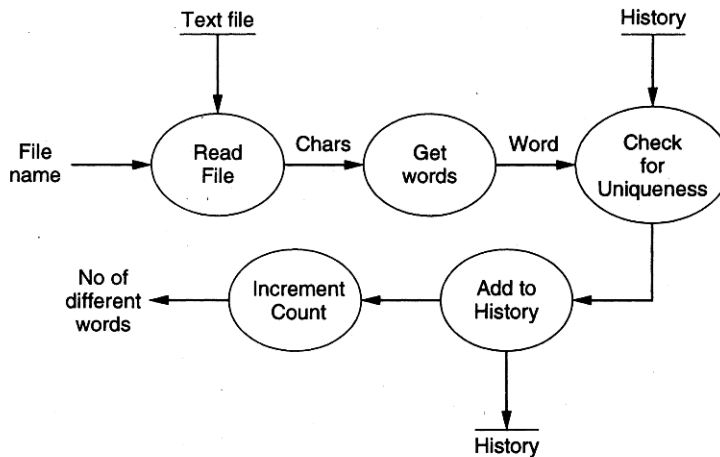 Text file
History
File
name
Read
File
Chars
Get
words
Word
Check
for
Uniqueness
No of
different
words
Increment
Count
Add to
History
History